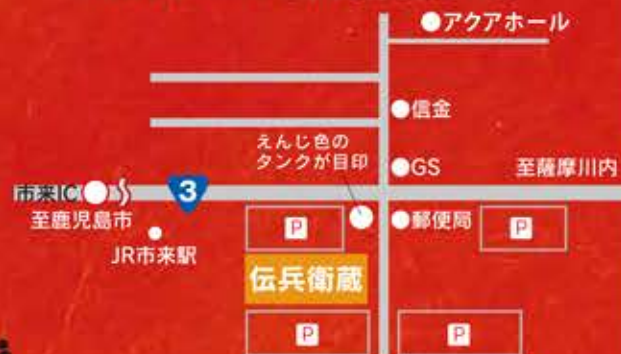 ●アクアホール
●信金
えんじ色の
タンクが目印
●GS
至薩摩川内
市来IC
3
至鹿児島市
JR市来駅
P
●郵便局
P
伝兵衛蔵
P
P